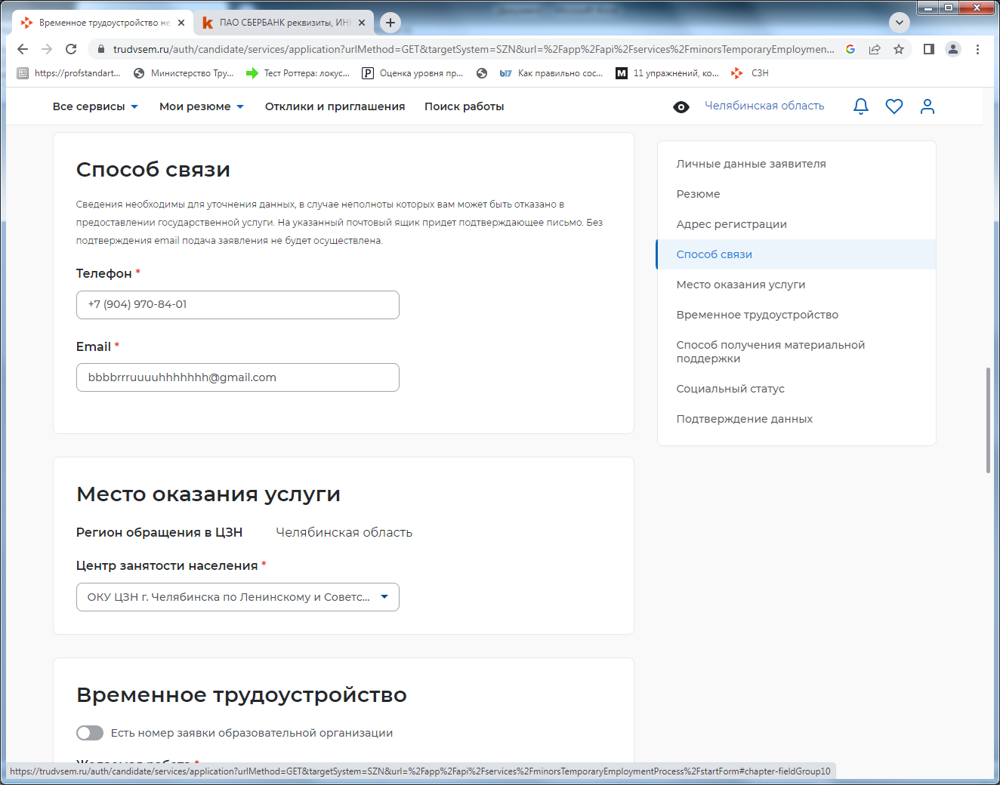 Временное трудоустройство не
ПАО СБЕРБАНК реквизиты, ИН
trudvsem.ru/auth/candidate/services/application?urlMethod=GET&targetSystem=SZN&url=%2Fapp%2Fapi%2Fservices%2FminorsTemporaryEmploymen...
https://profstandart...
Министерство Тру...
Тест Роттера: локус...
Оценка уровня пр...
b17 Как правильно сос...
M 11 упражнений, ко...
СЗН
Все сервисы
Мои резюме
Отклики и приглашения
Поиск работы
Челябинская область
Способ связи
Сведения необходимы для уточнения данных, в случае неполноты которых вам может быть отказано в
предоставлении государственной услуги. На указанный почтовый ящик придет подтверждающее письмо. Без
подтверждения email подача заявления не будет осуществлена.
Телефон *
+7 (904) 970-84-01
Email *
bbbbrrruuuuhhhhhhh@gmail.com
Место оказания услуги
Регион обращения в ЦЗН Челябинская область
Центр занятости населения *
ОКУ ЦЗН г. Челябинска по Ленинскому и Советс...
Временное трудоустройство
Есть номер заявки образовательной организации
Желаемая работа *
Личные данные заявителя
Резюме
Адрес регистрации
Способ связи
Место оказания услуги
Временное трудоустройство
Способ получения материальной
поддержки
Социальный статус
Подтверждение данных
https://trudvsem.ru/auth/candidate/services/application?urlMethod=GET&targetSystem=SZN&url=%2Fapp%2Fapi%2Fservices%2FminorsTemporaryEmploymentProcess%2FstartForm#chapter-fieldGroup10